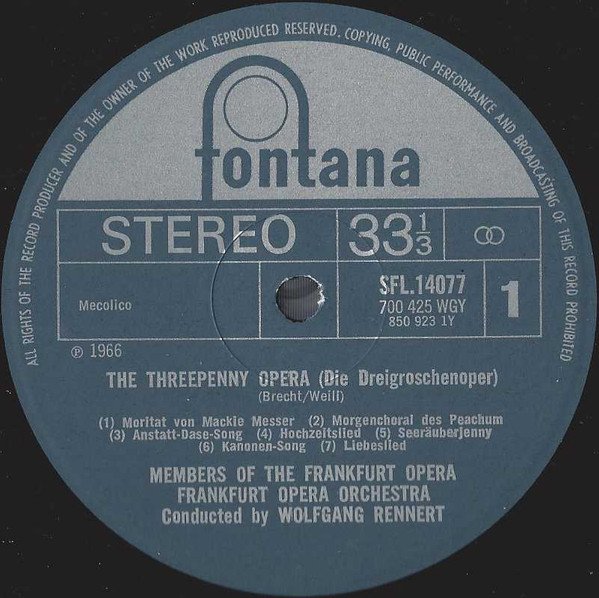 ALL RIGHTS OF THE RECORD PRODUCER AND OF THE OWNER OF THE WORK REPRODUCED RESERVED. COPYING, PUBLIC PERFORMANCE AND BROADCASTING OF THIS RECORD PROHIBITED
fontana
STEREO 33 1/3
Mecolico
SFL.14077
700 425 WGY
850 923 1Y
1
Ⓟ 1966
THE THREEPENNY OPERA (Die Dreigroschenoper)
(Brecht/Weill)
(1) Moritat von Mackie Messer (2) Morgenchoral des Peachum
(3) Anstatt-Dase-Song (4) Hochzeitslied (5) Seeräuberjenny
(6) Kanonen-Song (7) Liebeslied
MEMBERS OF THE FRANKFURT OPERA
FRANKFURT OPERA ORCHESTRA
Conducted by WOLFGANG RENNERT